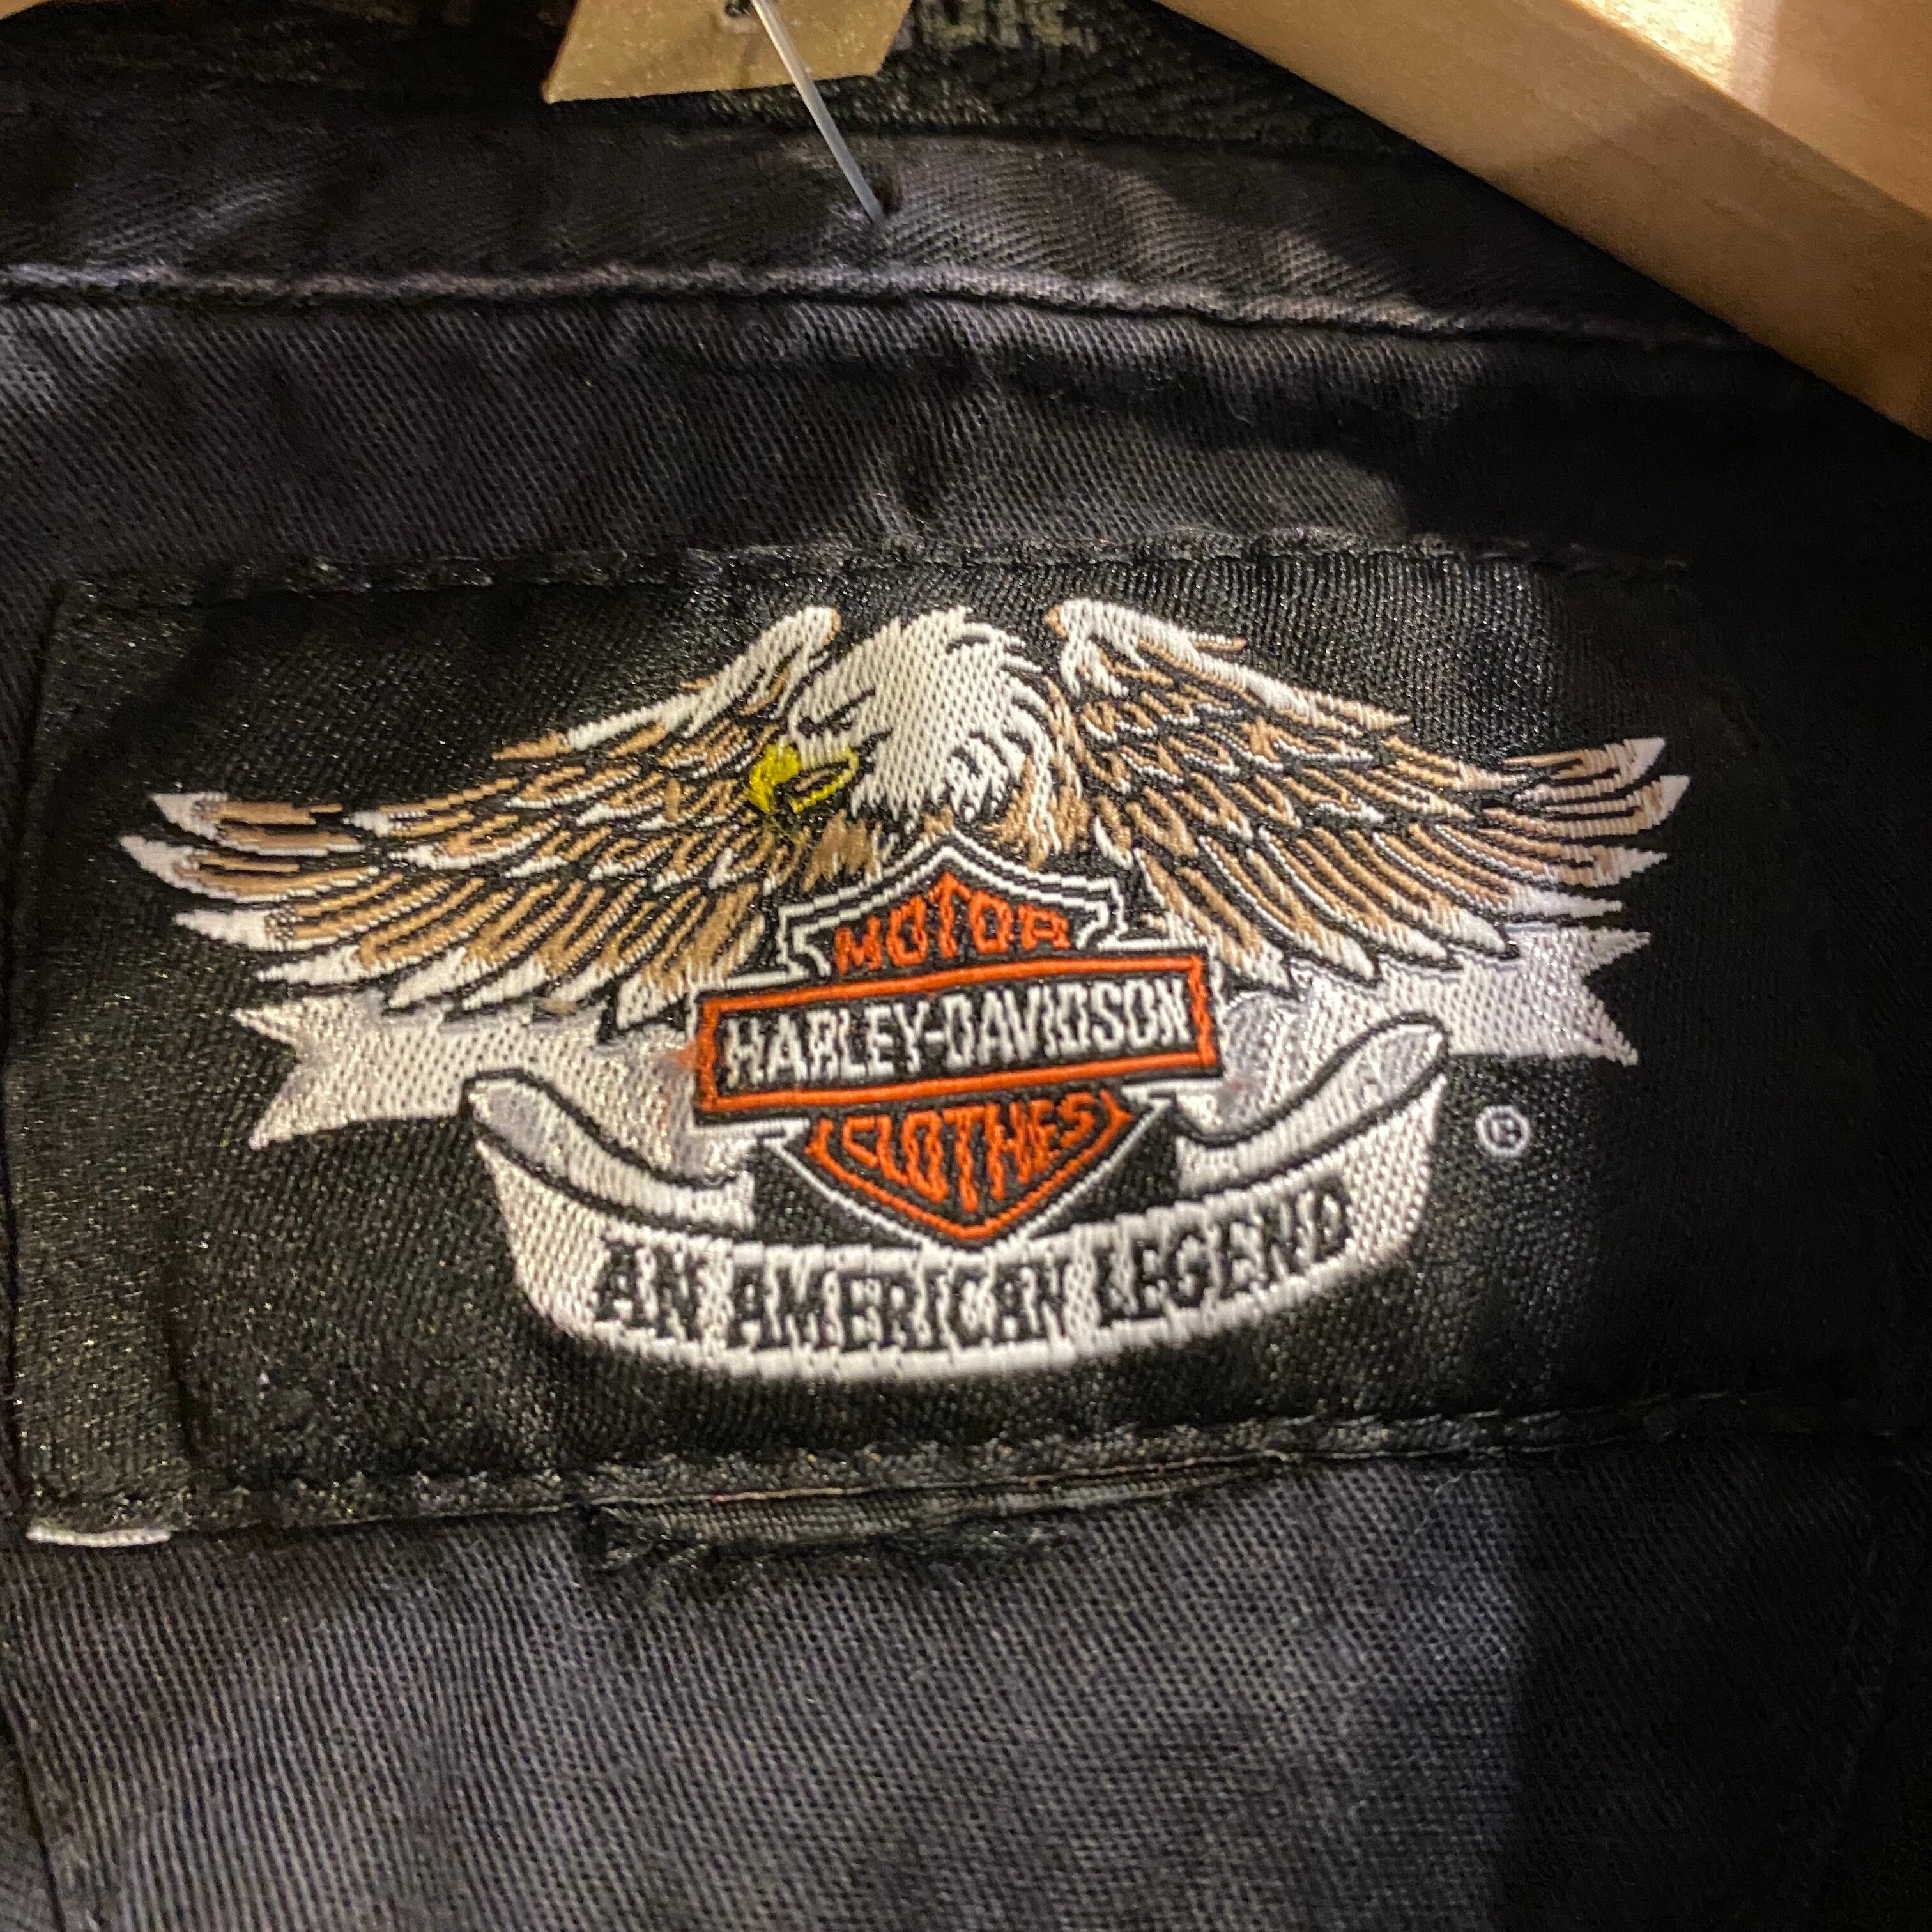 MOTOR
HARLEY-DAVIDSON
CLOTHES
®
AN AMERICAN LEGEND